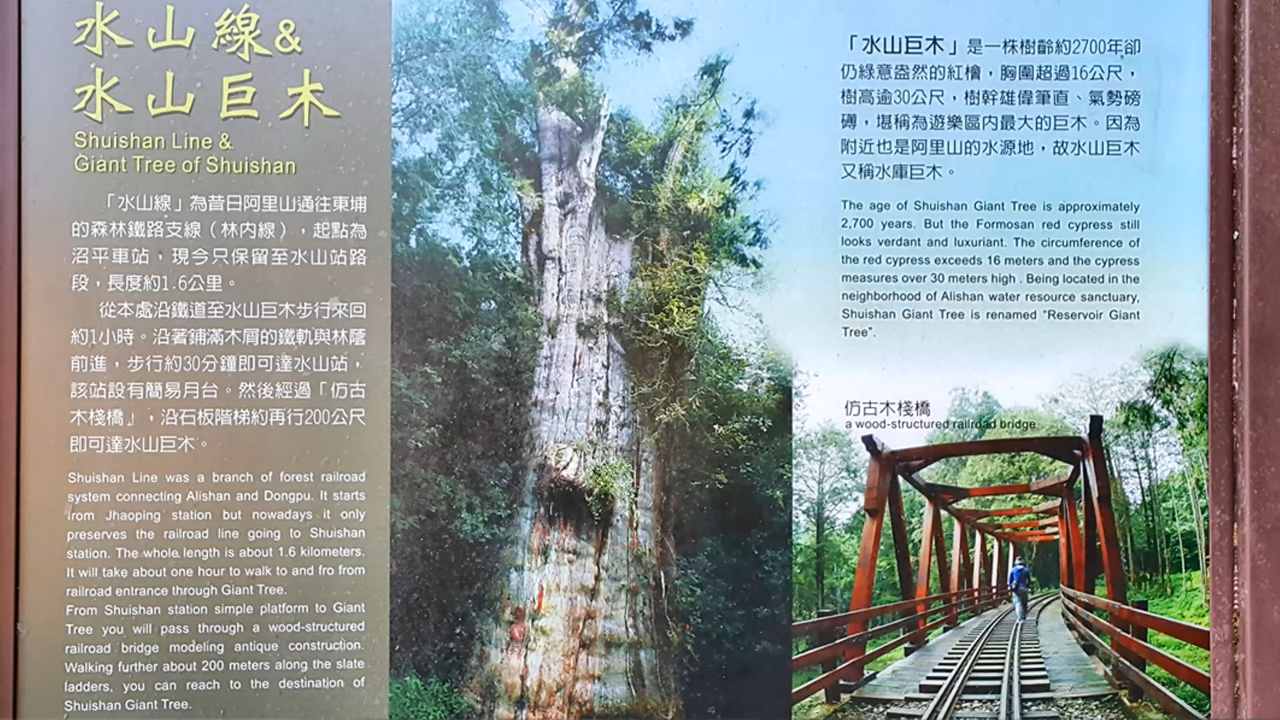 水山線&
水山巨木
Shuishan Line &
Giant Tree of Shuishan
「水山線」為昔日阿里山通往東埔
的森林鐵路支線（林內線），起點為
沼平車站，現今只保留至水山站路
段，長度約1.6公里。
從本處沿鐵道至水山巨木步行來回
約1小時。沿著鋪滿木屑的鐵軌與林蔭
前進，步行約30分鐘即可達水山站，
該站設有簡易月台。然後經過「仿古
木棧橋」，沿石板階梯約再行200公尺
即可達水山巨木。
Shuishan Line was a branch of forest railroad
system connecting Alishan and Dongpu. It starts
from Jhaoping station but nowadays it only
preserves the railroad line going to Shuishan
station. The whole length is about 1.6 kilometers.
It will take about one hour to walk to and fro from
railroad entrance through Giant Tree.
From Shuishan station simple platform to Giant
Tree you will pass through a wood-structured
railroad bridge modeling antique construction.
Walking further about 200 meters along the slate
ladders, you can reach to the destination of
Shuishan Giant Tree.
「水山巨木」是一株樹齡約2700年卻
仍綠意盎然的紅檜，胸圍超過16公尺，
樹高逾30公尺，樹幹雄偉筆直、氣勢磅
礡，堪稱為遊樂區內最大的巨木。因為
附近也是阿里山的水源地，故水山巨木
又稱水庫巨木。
The age of Shuishan Giant Tree is approximately
2,700 years. But the Formosan red cypress still
looks verdant and luxuriant. The circumference of
the red cypress exceeds 16 meters and the cypress
measures over 30 meters high . Being located in the
neighborhood of Alishan water resource sanctuary,
Shuishan Giant Tree is renamed “Reservoir Giant
Tree”.
仿古木棧橋
a wood-structured railroad bridge